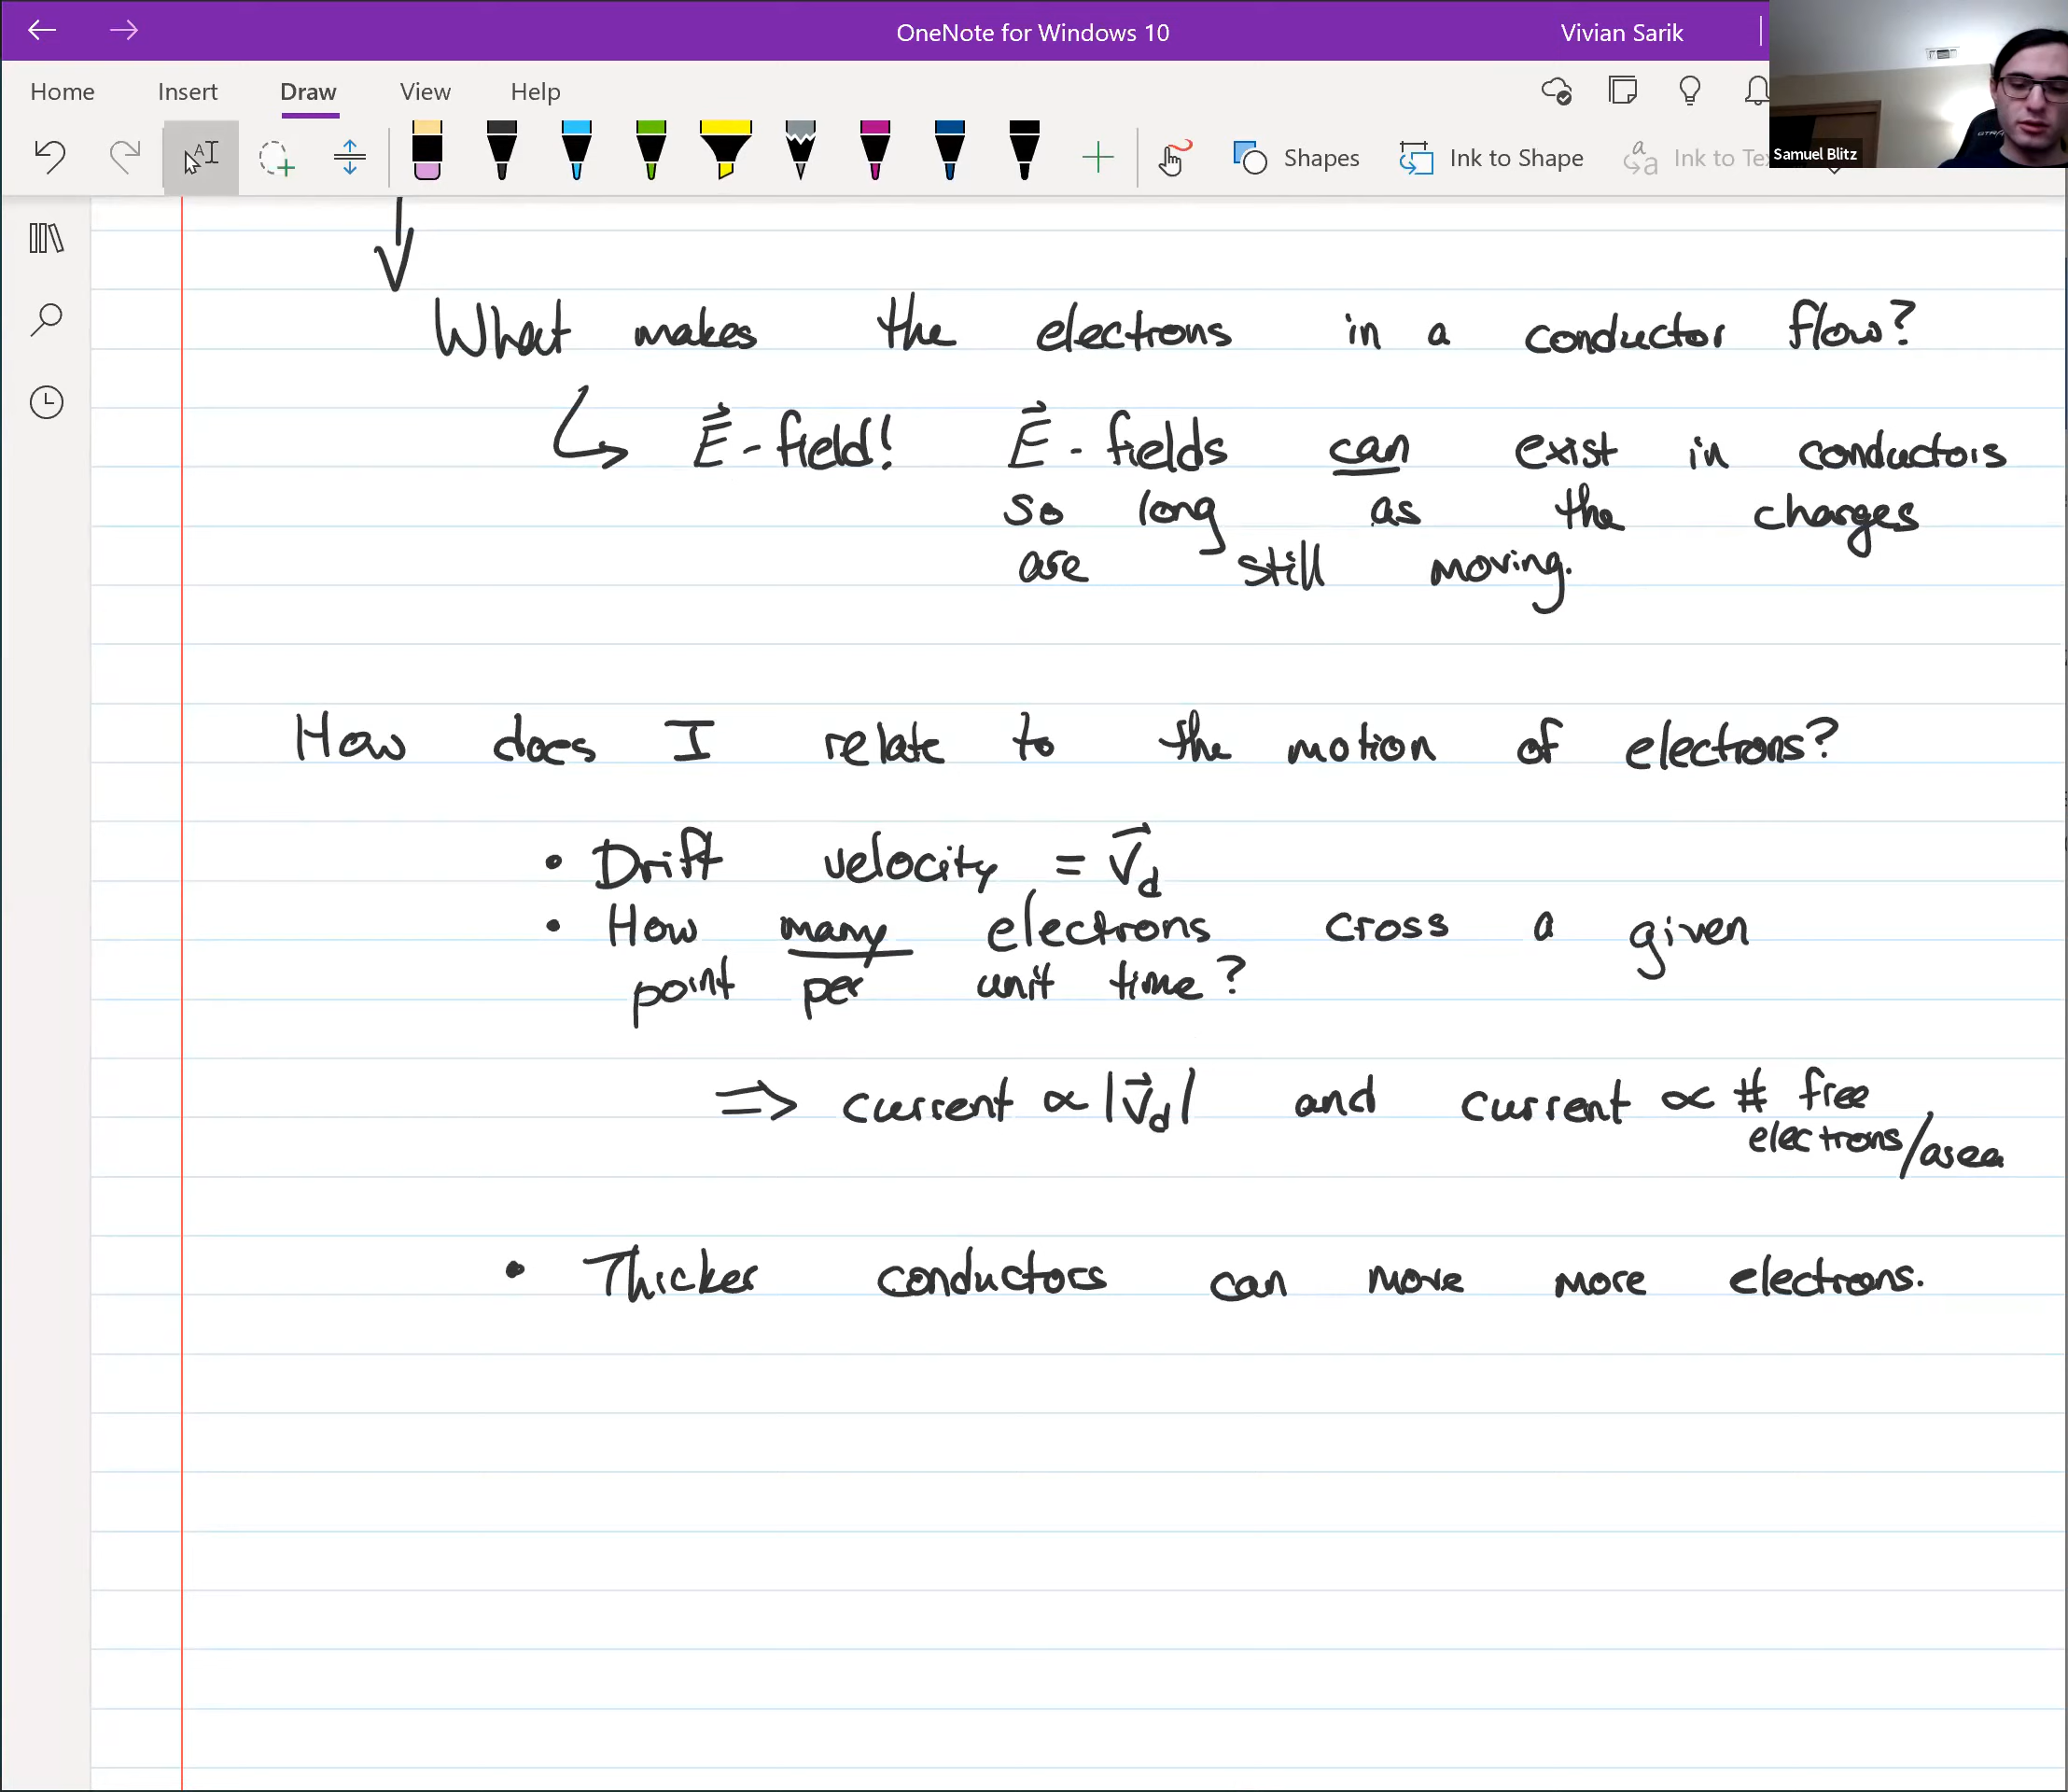 OneNote for Windows 10
Vivian Sarik
Home Insert Draw View Help
Shapes Ink to Shape Ink to Te
Samuel Blitz
What makes the electrons in a conductor flow?
E⃗-field! E⃗-fields can exist in conductors
so long as the charges
are still moving.
How does I relate to the motion of electrons?
• Drift velocity = v⃗d
• How many electrons cross a given
point per unit time?
⇒ current ∝ |v⃗d| and current ∝ # free
electrons/area
• Thicker conductors can move more electrons.